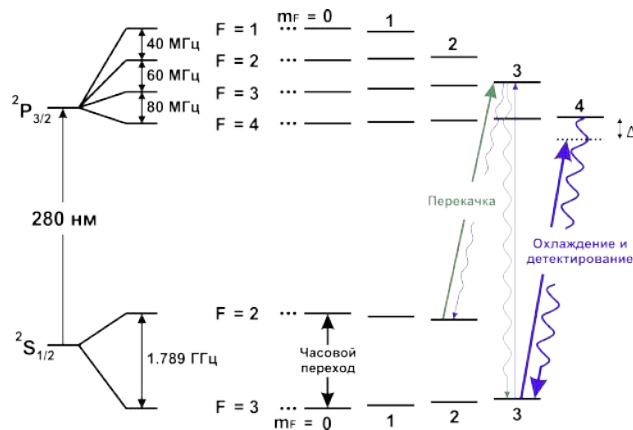 m_F = 0
1
2
3
4
F = 1
F = 2
F = 3
F = 4
40 МГц
60 МГц
80 МГц
²P₃/₂
Δ
280 нм
Перекачка
Охлаждение и
детектирование
F = 2
²S₁/₂
1.789 ГГц
Часовой
переход
F = 3
m_F = 0
1
2
3